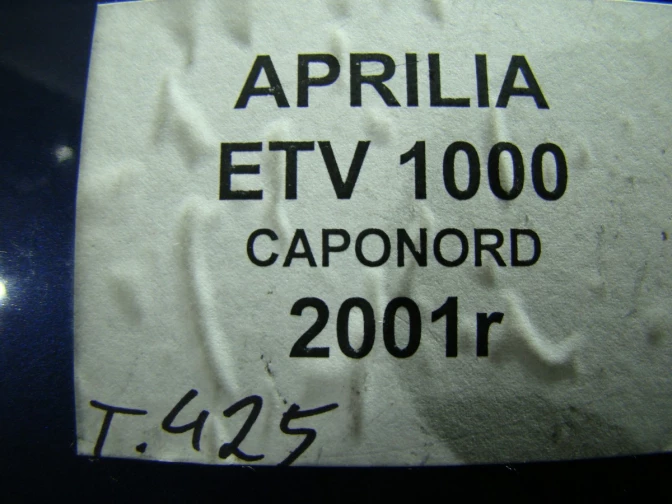 APRILIA
ETV 1000
CAPONORD
2001r
T.425